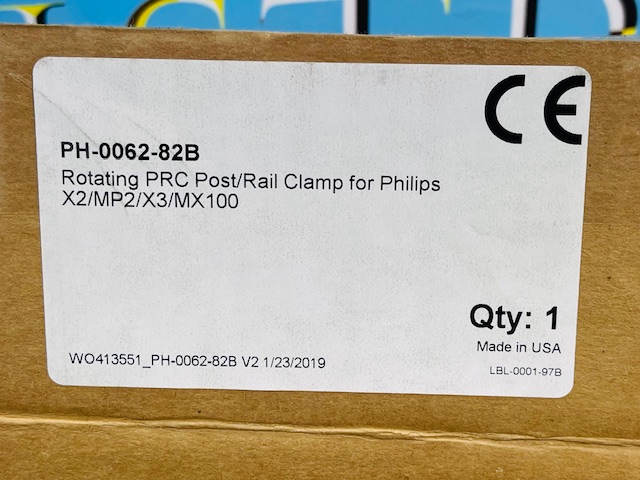 CE
PH-0062-82B
Rotating PRC Post/Rail Clamp for Philips
X2/MP2/X3/MX100
Qty: 1
Made in USA
WO413551_PH-0062-82B V2 1/23/2019
LBL-0001-97B